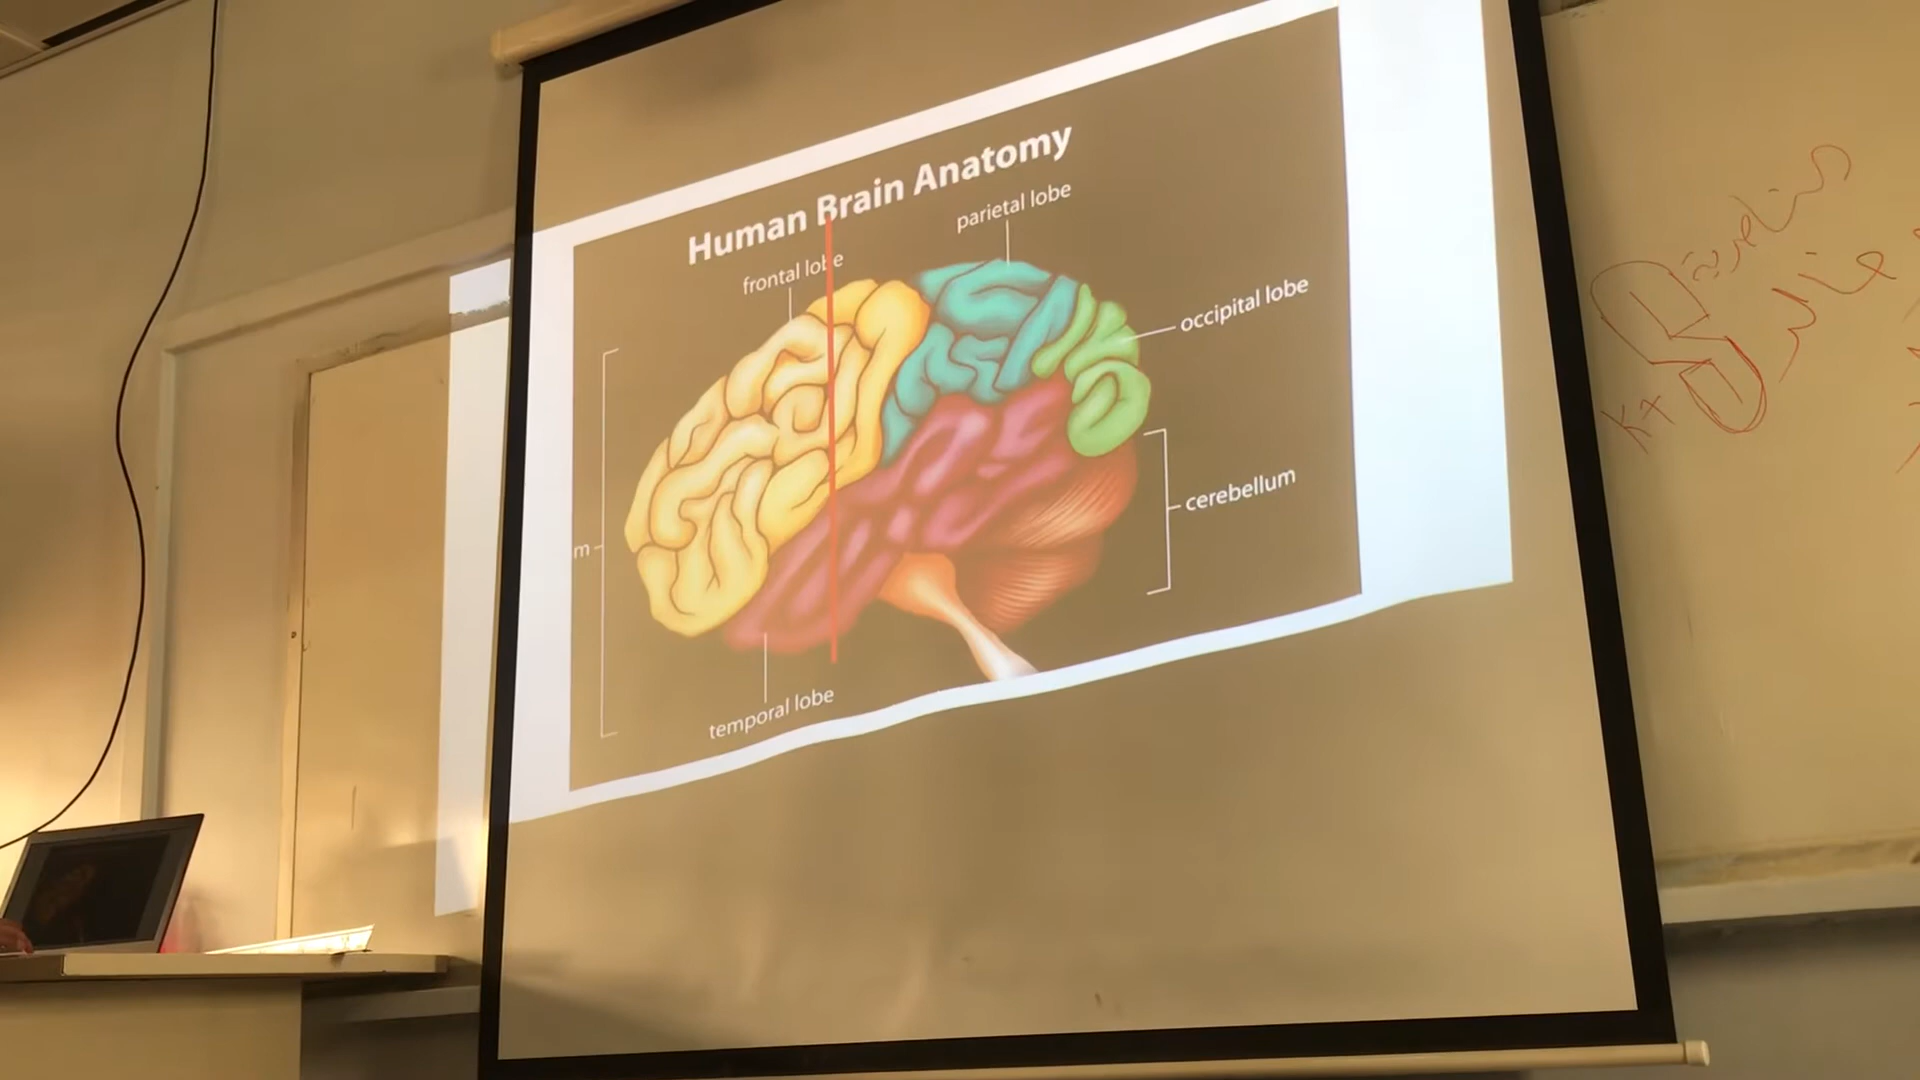 Human Brain Anatomy
frontal lobe
parietal lobe
occipital lobe
m
cerebellum
temporal lobe